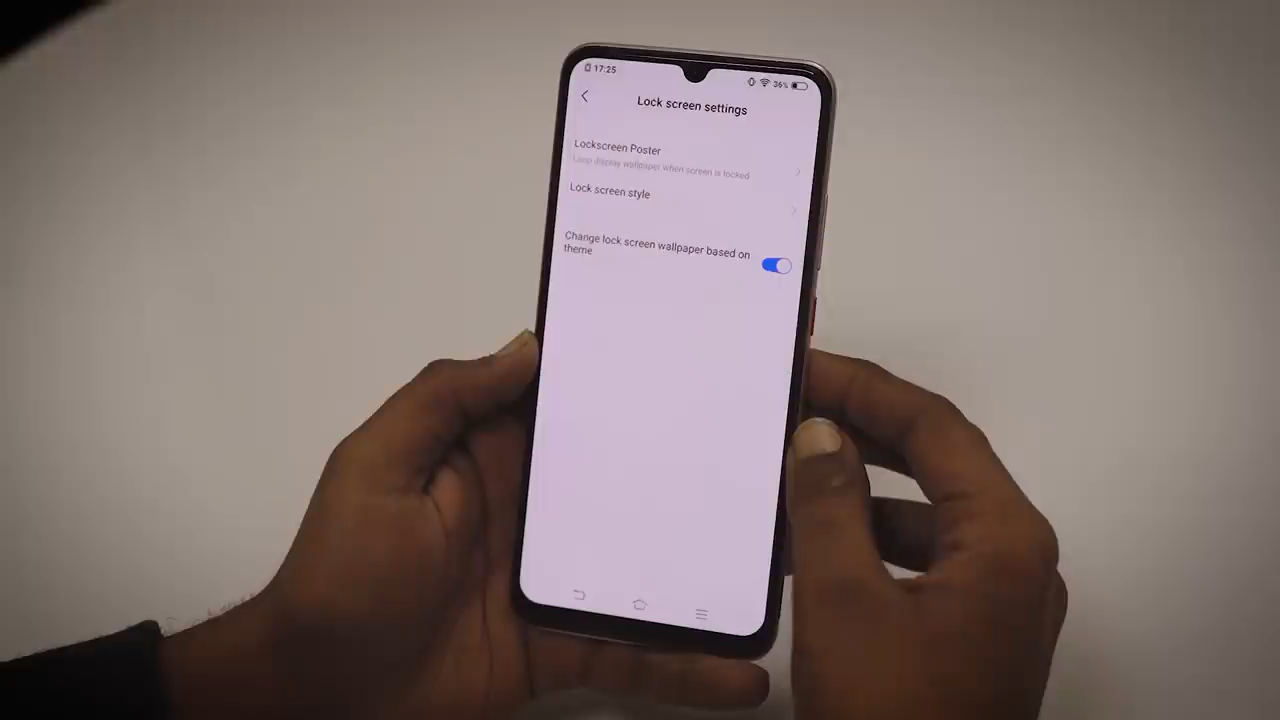 17:25
36%
Lock screen settings
Lockscreen Poster
Loop display wallpaper when screen is locked
Lock screen style
Change lock screen wallpaper based on
theme